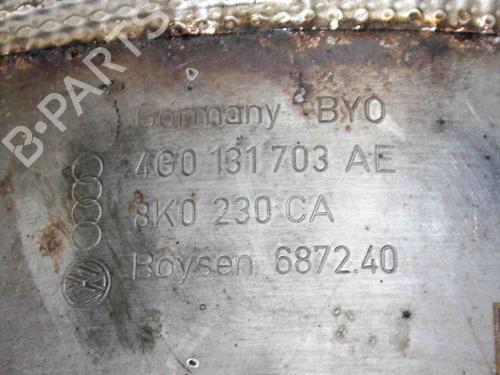 B-PARTS
Germany BYO
4G0 131 703 AE
8K0 230 CA
Boysen 6872.40